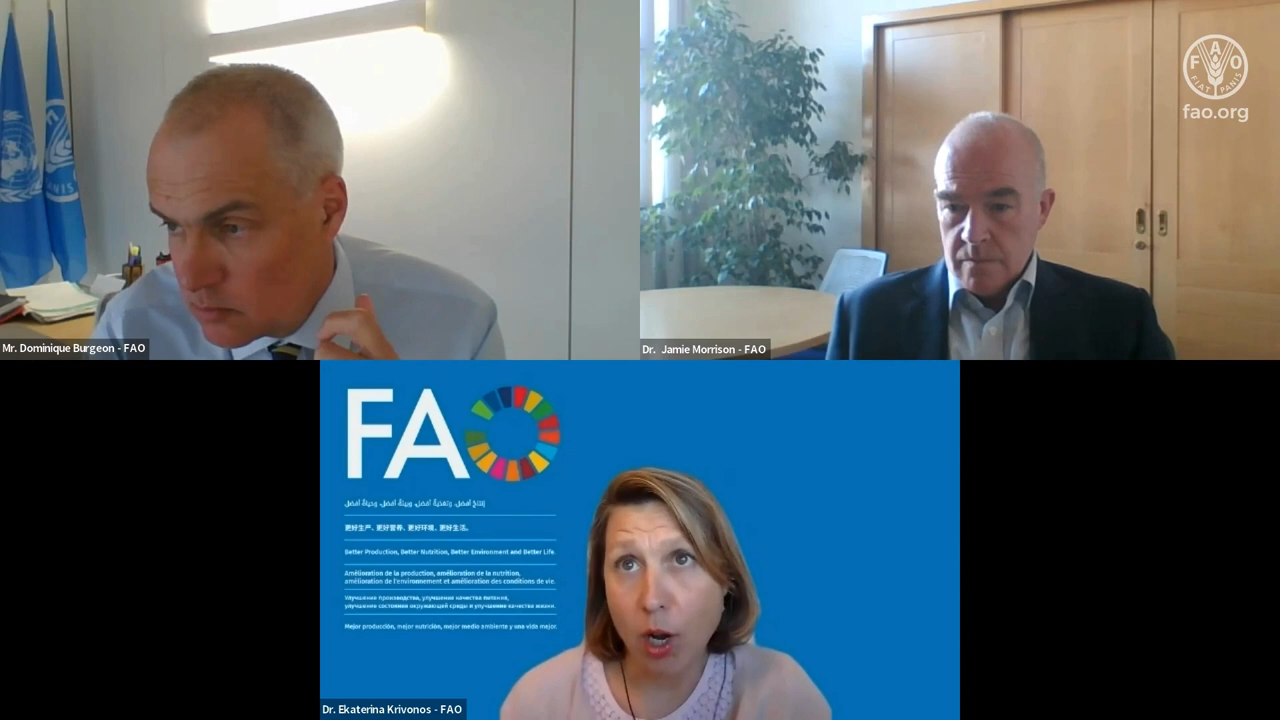 FAO
FIAT PANIS
fao.org
Mr. Dominique Burgeon - FAO
Dr. Jamie Morrison - FAO
FAO
إنتاج أفضل، وتغذية أفضل، وبيئة أفضل، وحياة أفضل
更好生产、更好营养、更好环境、更好生活。
Better Production, Better Nutrition, Better Environment and Better Life.
Amélioration de la production, amélioration de la nutrition,
amélioration de l'environnement et amélioration des conditions de vie.
Улучшение производства, улучшение качества питания,
улучшение состояния окружающей среды и улучшение качества жизни.
Mejor producción, mejor nutrición, mejor medio ambiente y una vida mejor.
Dr. Ekaterina Krivonos - FAO